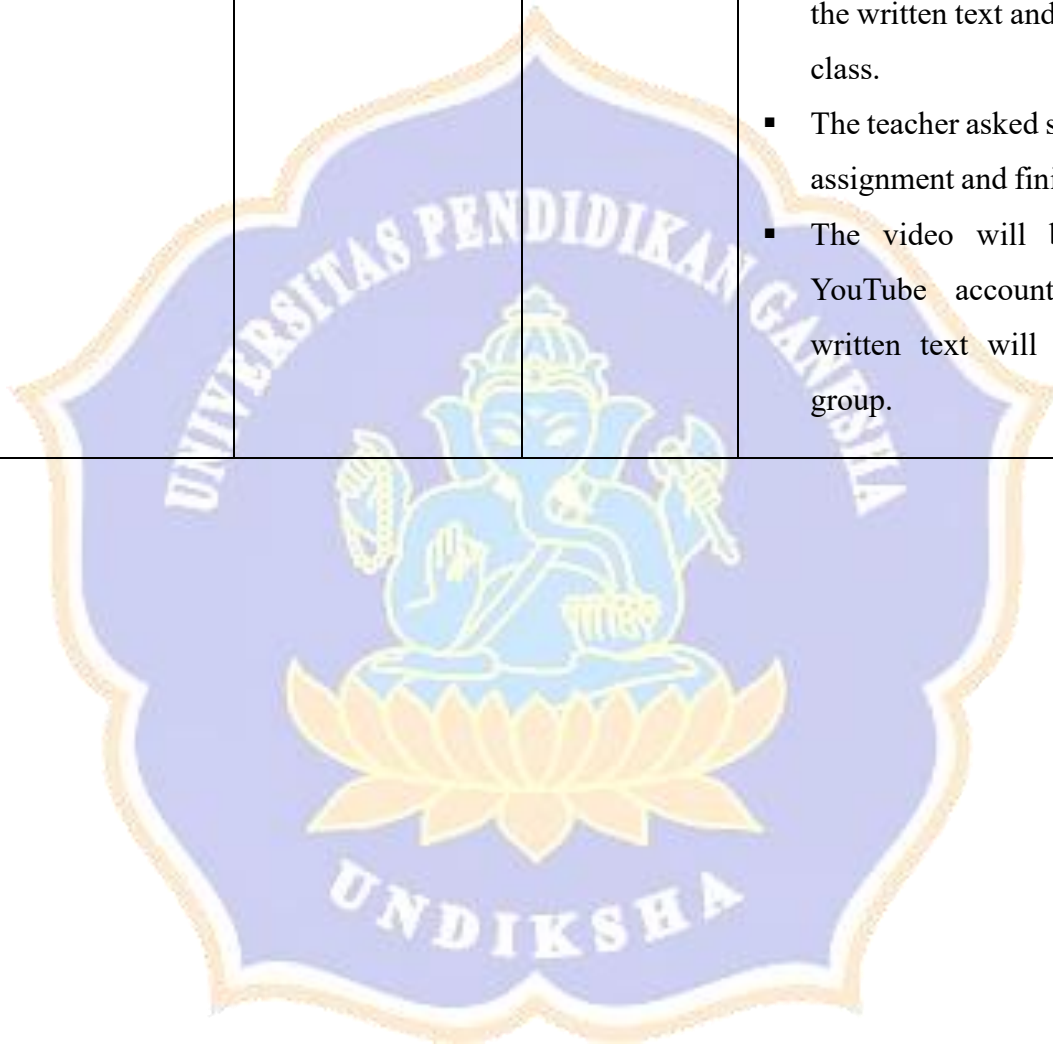 the written text and
class.
▪ The teacher asked
assignment and
▪ The video will
YouTube account
written text will
group.
UNIVERSITAS PENDIDIKAN GANESHA
UNDIKSHA